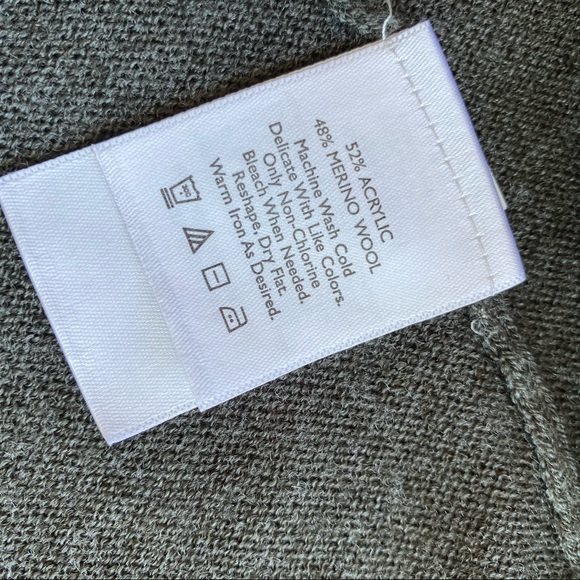 52% ACRYLIC
48% MERINO WOOL
Machine Wash Cold
Delicate With Like Colors.
Only Non-Chlorine
Bleach When Needed.
Reshape, Dry Flat.
Warm Iron As Desired.